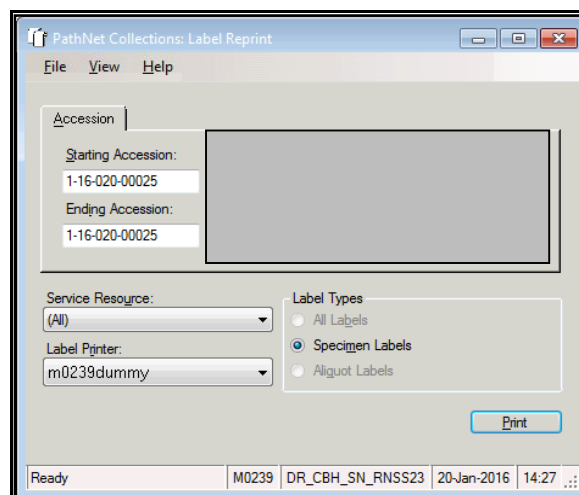 PathNet Collections: Label Reprint
File View Help
Accession
Starting Accession:
1-16-020-00025
Ending Accession:
1-16-020-00025
Service Resource:
(All)
Label Printer:
m0239dummy
Label Types
All Labels
Specimen Labels
Aliquot Labels
Print
Ready M0239 DR_CBH_SN_RNSS23 20-Jan-2016 14:27